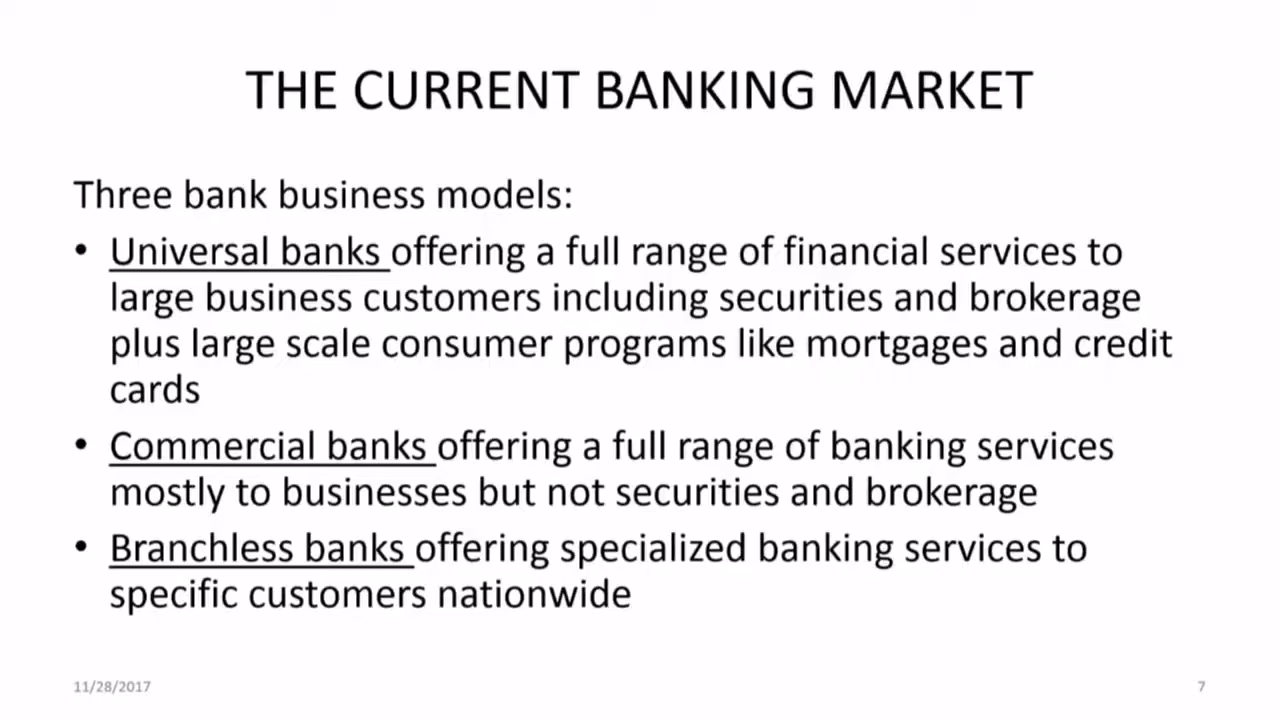 THE CURRENT BANKING MARKET
Three bank business models:
• Universal banks offering a full range of financial services to
large business customers including securities and brokerage
plus large scale consumer programs like mortgages and credit
cards
• Commercial banks offering a full range of banking services
mostly to businesses but not securities and brokerage
• Branchless banks offering specialized banking services to
specific customers nationwide
11/28/2017
7